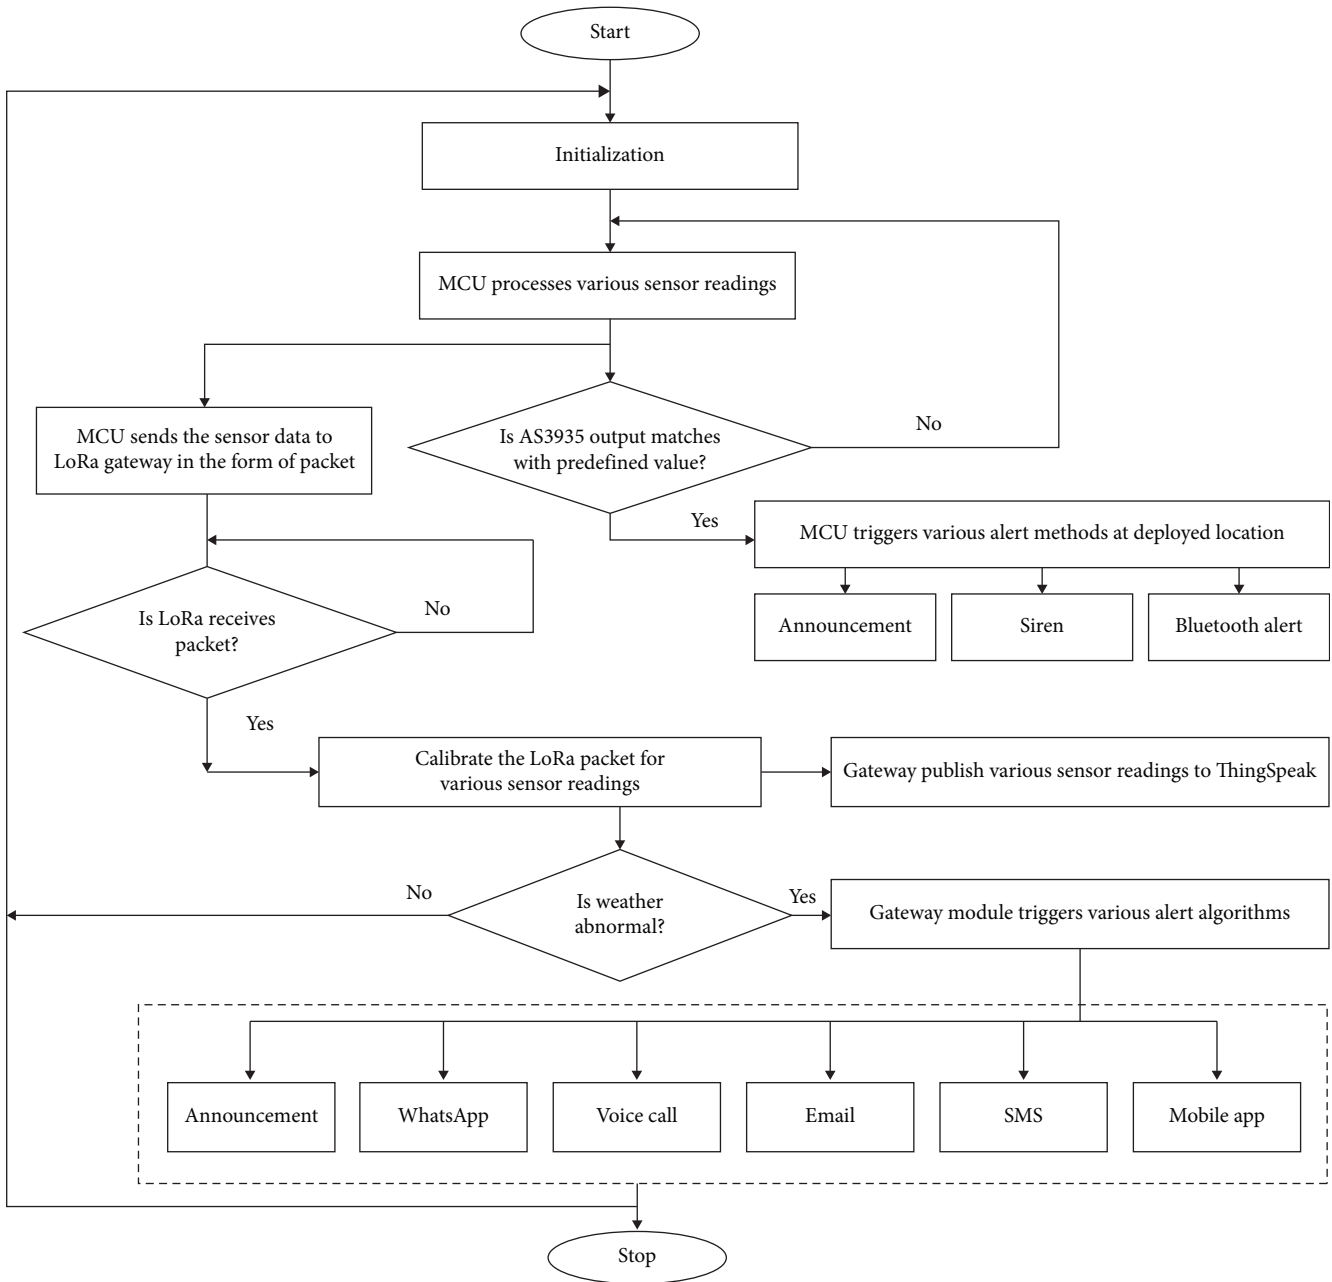 Start
Initialization
MCU processes various sensor readings
MCU sends the sensor data to
LoRa gateway in the form of packet
Is AS3935 output matches
with predefined value?
No
Yes
MCU triggers various alert methods at deployed location
Announcement
Siren
Bluetooth alert
Is LoRa receives
packet?
No
Yes
Calibrate the LoRa packet for
various sensor readings
Gateway publish various sensor readings to ThingSpeak
Is weather
abnormal?
No
Yes
Gateway module triggers various alert algorithms
Announcement
WhatsApp
Voice call
Email
SMS
Mobile app
Stop